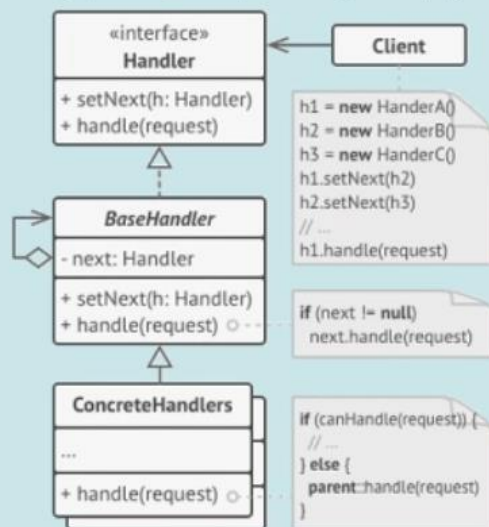 «interface»
Handler
+ setNext(h: Handler)
+ handle(request)
Client
h1 = new HanderA()
h2 = new HanderB()
h3 = new HanderC()
h1.setNext(h2)
h2.setNext(h3)
// ...
h1.handle(request)
BaseHandler
- next: Handler
+ setNext(h: Handler)
+ handle(request)
if (next != null)
next.handle(request)
ConcreteHandlers
...
+ handle(request)
if (canHandle(request)) {
// ...
} else {
parent::handle(request)
}